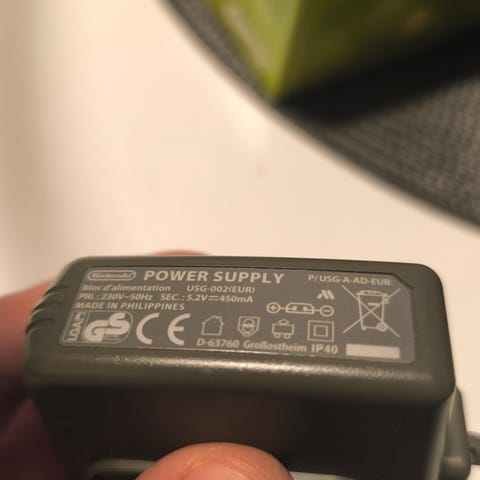 Nintendo POWER SUPPLY P/USG-A-AD-EUR
bloc d'alimentation USG-002(EUR)
PRI.: 230V~50Hz SEC.: 5.2V⎓450mA
MADE IN PHILIPPINES
LGA GS CE
D-63760 Großostheim IP40